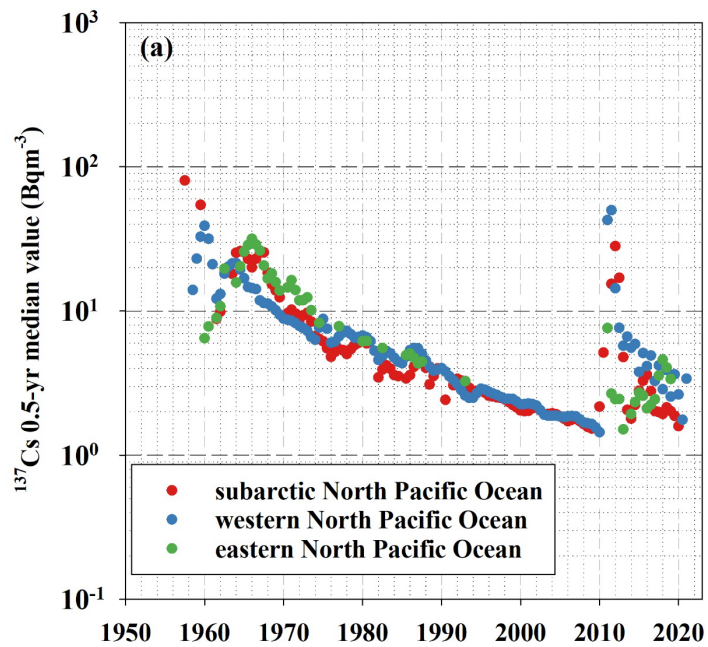 (a)
¹³⁷Cs 0.5-yr median value (Bqm⁻³)
10³
10²
10¹
10⁰
10⁻¹
subarctic North Pacific Ocean
western North Pacific Ocean
eastern North Pacific Ocean
1950 1960 1970 1980 1990 2000 2010 2020